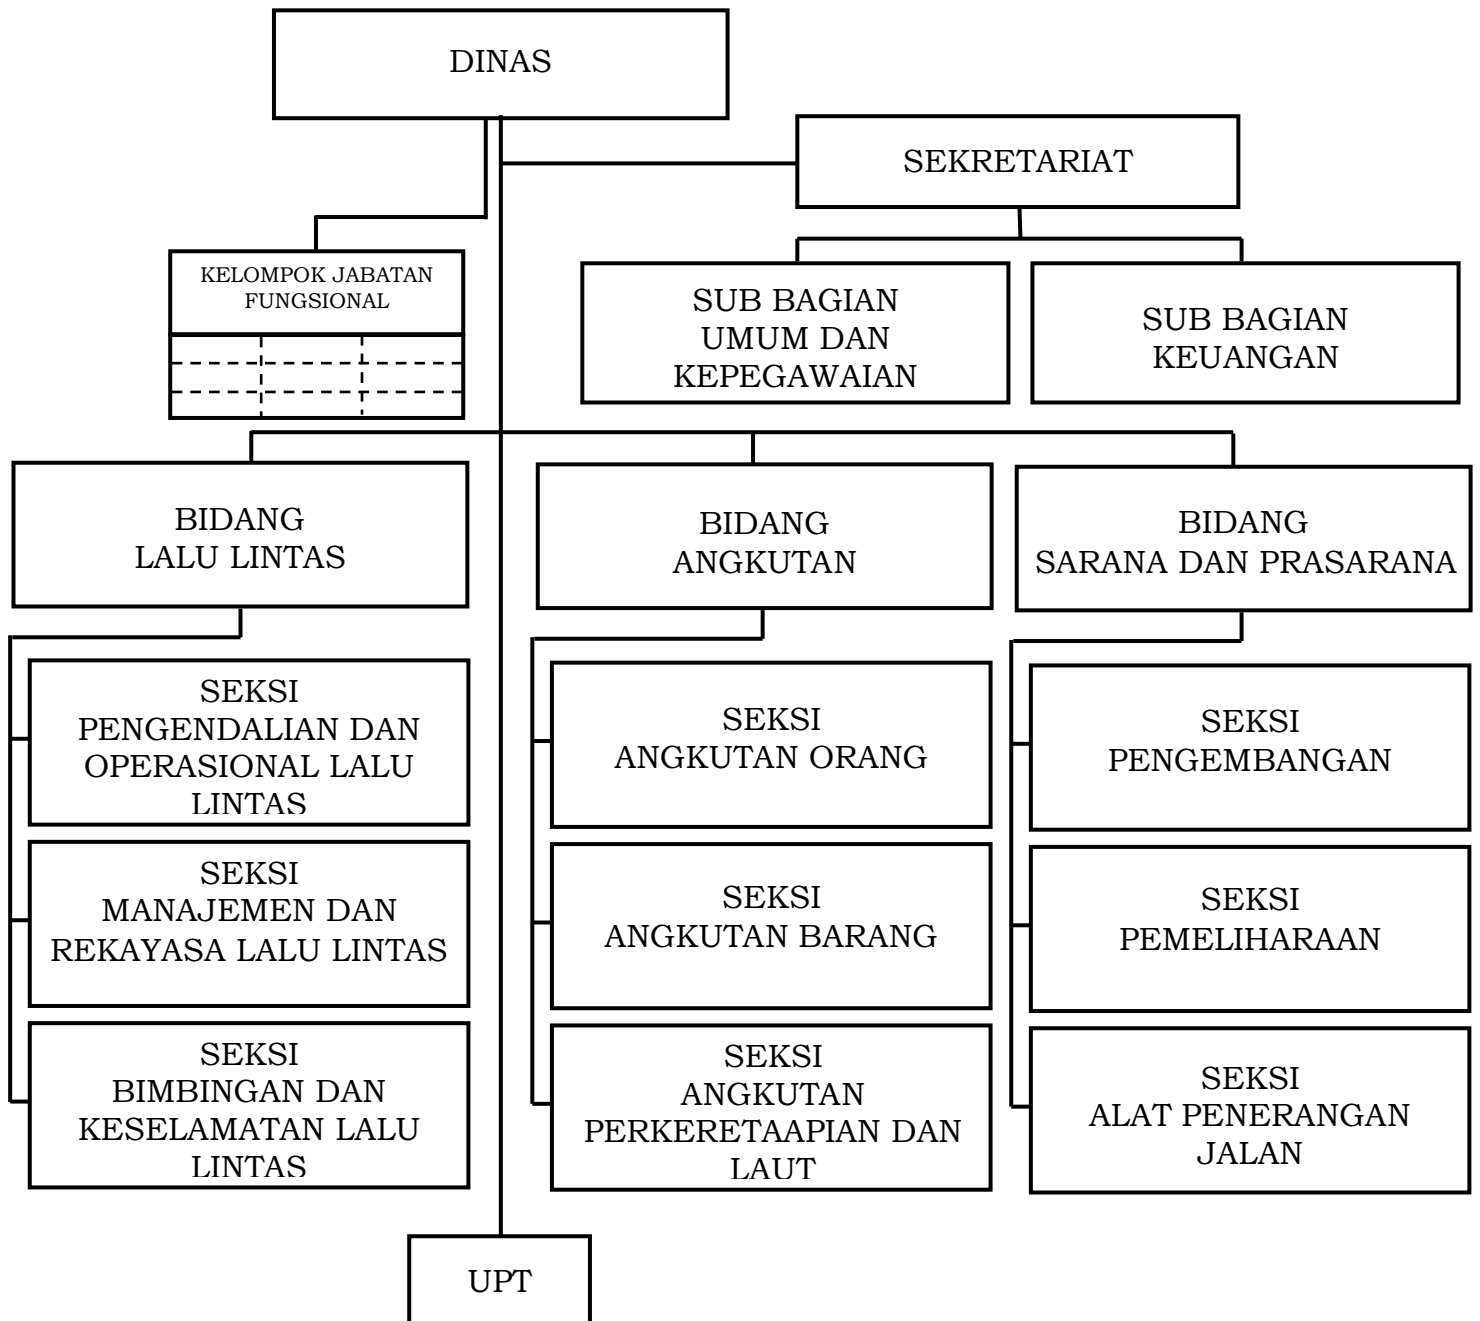 DINAS
SEKRETARIAT
KELOMPOK JABATAN
FUNGSIONAL
SUB BAGIAN
UMUM DAN
KEPEGAWAIAN
SUB BAGIAN
KEUANGAN
BIDANG
LALU LINTAS
BIDANG
ANGKUTAN
BIDANG
SARANA DAN PRASARANA
SEKSI
PENGENDALIAN DAN
OPERASIONAL LALU
LINTAS
SEKSI
MANAJEMEN DAN
REKAYASA LALU LINTAS
SEKSI
BIMBINGAN DAN
KESELAMATAN LALU
LINTAS
SEKSI
ANGKUTAN ORANG
SEKSI
ANGKUTAN BARANG
SEKSI
ANGKUTAN
PERKERETAAPIAN DAN
LAUT
SEKSI
PENGEMBANGAN
SEKSI
PEMELIHARAAN
SEKSI
ALAT PENERANGAN
JALAN
UPT